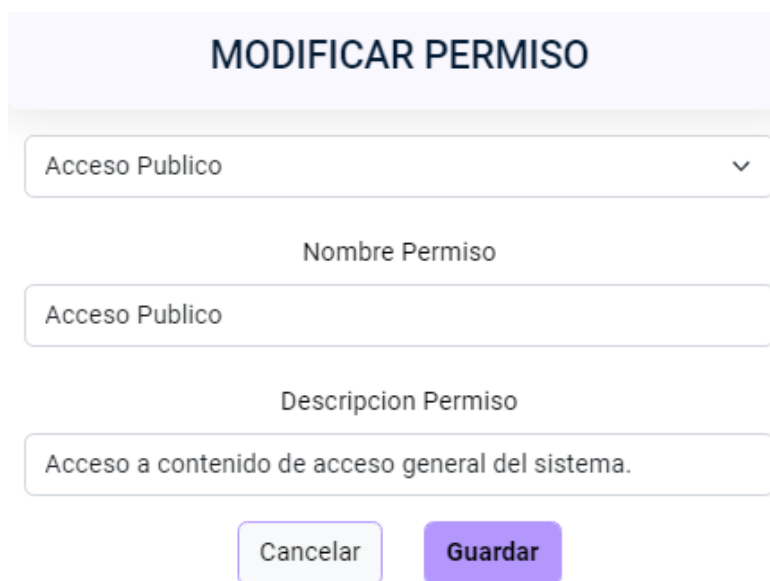 MODIFICAR PERMISO
Acceso Publico
Nombre Permiso
Acceso Publico
Descripcion Permiso
Acceso a contenido de acceso general del sistema.
Cancelar
Guardar